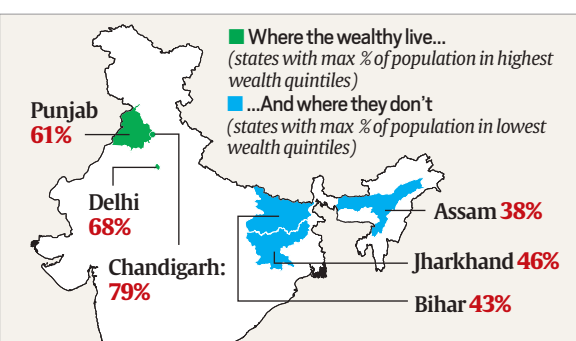 Where the wealthy live...
(states with max % of population in highest
wealth quintiles)
...And where they don't
(states with max % of population in lowest
wealth quintiles)
Punjab
61%
Delhi
68%
Chandigarh:
79%
Assam 38%
Jharkhand 46%
Bihar 43%